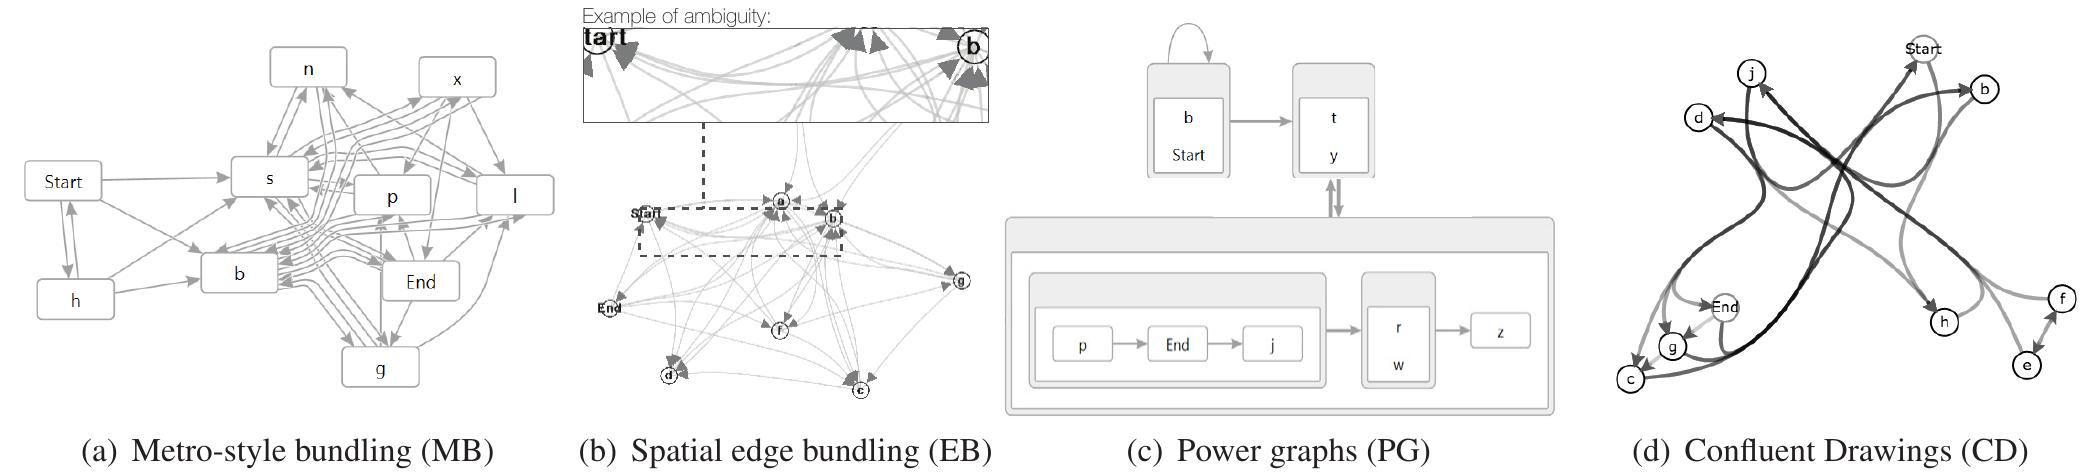 n
x
Start
s
p
l
h
b
End
g
(a) Metro-style bundling (MB)
Example of ambiguity:
tart
b
Start
a
b
g
End
f
d
c
(b) Spatial edge bundling (EB)
b
Start
t
y
p
End
j
r
w
z
(c) Power graphs (PG)
Start
j
b
d
End
f
h
g
e
c
(d) Confluent Drawings (CD)